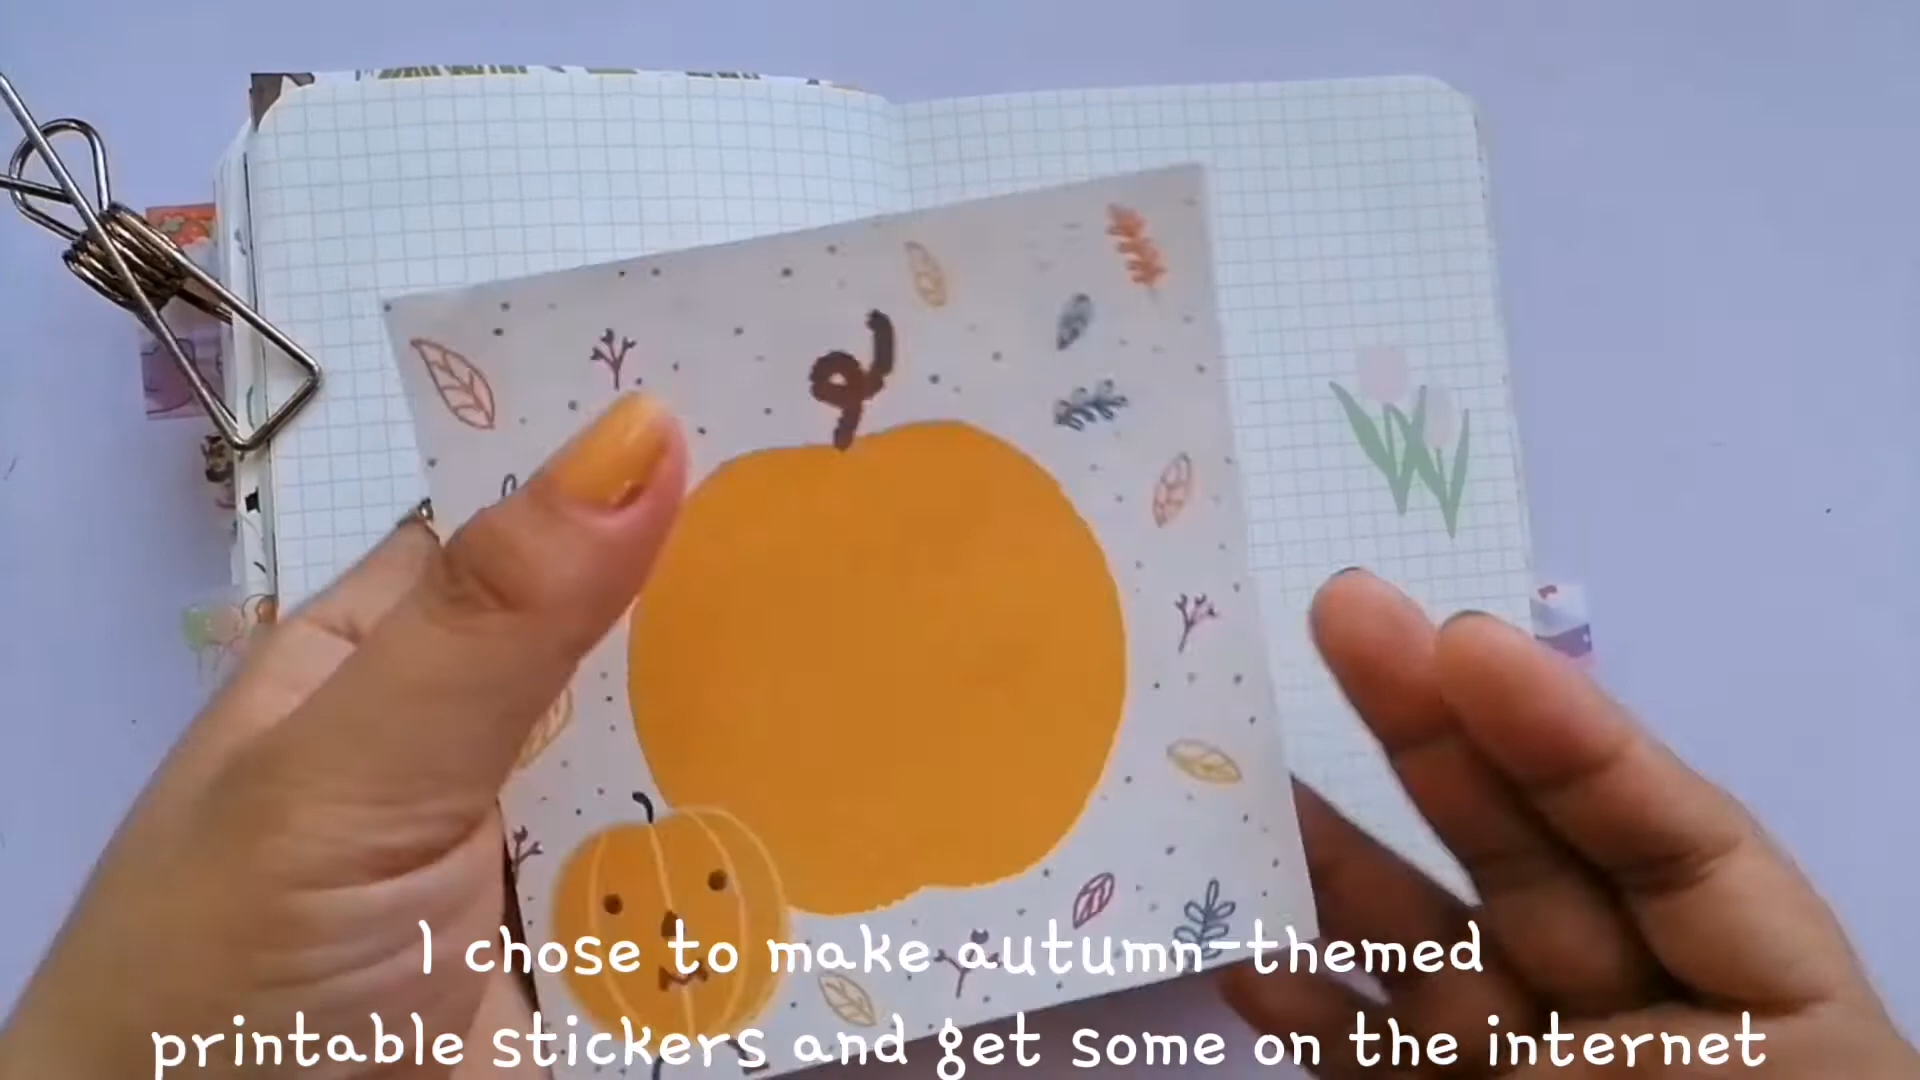 I chose to make autumn-themed
printable stickers and get some on the internet